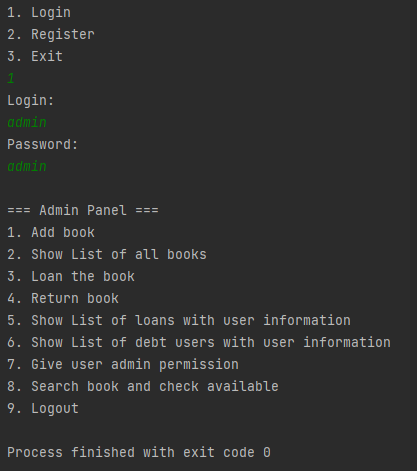 1. Login
2. Register
3. Exit
1
Login:
admin
Password:
admin
=== Admin Panel ===
1. Add book
2. Show List of all books
3. Loan the book
4. Return book
5. Show List of loans with user information
6. Show List of debt users with user information
7. Give user admin permission
8. Search book and check available
9. Logout
Process finished with exit code 0